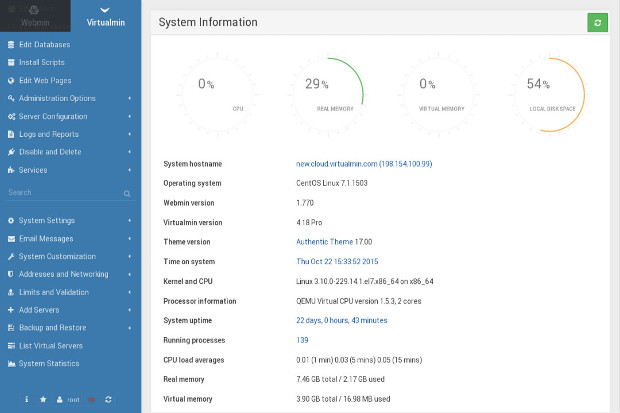 Webmin
Virtualmin
Edit Databases
Install Scripts
Edit Web Pages
Administration Options
Server Configuration
Logs and Reports
Disable and Delete
Services
Search
System Settings
Email Messages
System Customization
Addresses and Networking
Limits and Validation
Add Servers
Backup and Restore
List Virtual Servers
System Statistics
root
System Information
0%
CPU
29%
REAL MEMORY
0%
VIRTUAL MEMORY
54%
LOCAL DISK SPACE
System hostname new.cloud.virtualmin.com (198.154.100.99)
Operating system CentOS Linux 7.1.1503
Webmin version 1.770
Virtualmin version 4.18 Pro
Theme version Authentic Theme 17.00
Time on system Thu Oct 22 15:33:52 2015
Kernel and CPU Linux 3.10.0-229.14.1.el7.x86_64 on x86_64
Processor information QEMU Virtual CPU version 1.5.3, 2 cores
System uptime 22 days, 0 hours, 43 minutes
Running processes 139
CPU load averages 0.01 (1 min) 0.03 (5 mins) 0.05 (15 mins)
Real memory 7.46 GB total / 2.17 GB used
Virtual memory 3.90 GB total / 16.98 MB used